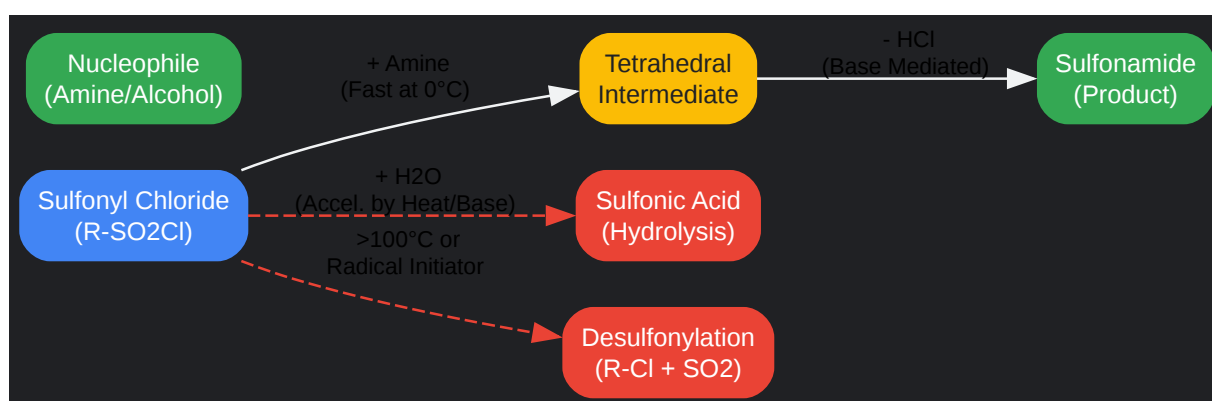 Nucleophile
(Amine/Alcohol)
+ Amine
(Fast at 0°C)
Tetrahedral
Intermediate
- HCl
(Base Mediated)
Sulfonamide
(Product)
Sulfonyl Chloride
(R-SO2Cl)
+ H2O
(Accel. by Heat/Base)
Sulfonic Acid
(Hydrolysis)
>100°C or
Radical Initiator
Desulfonylation
(R-Cl + SO2)